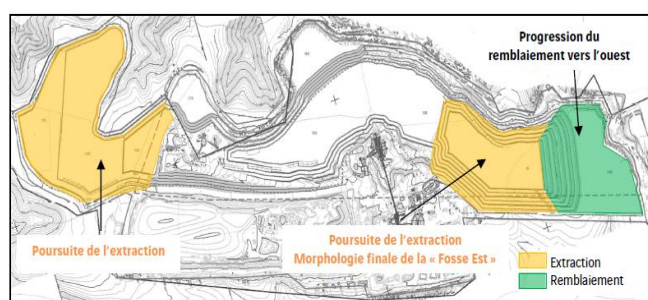 Progression du
remblaiement vers l'ouest
Poursuite de l'extraction
Poursuite de l'extraction
Morphologie finale de la « Fosse Est »
Extraction
Remblaiement